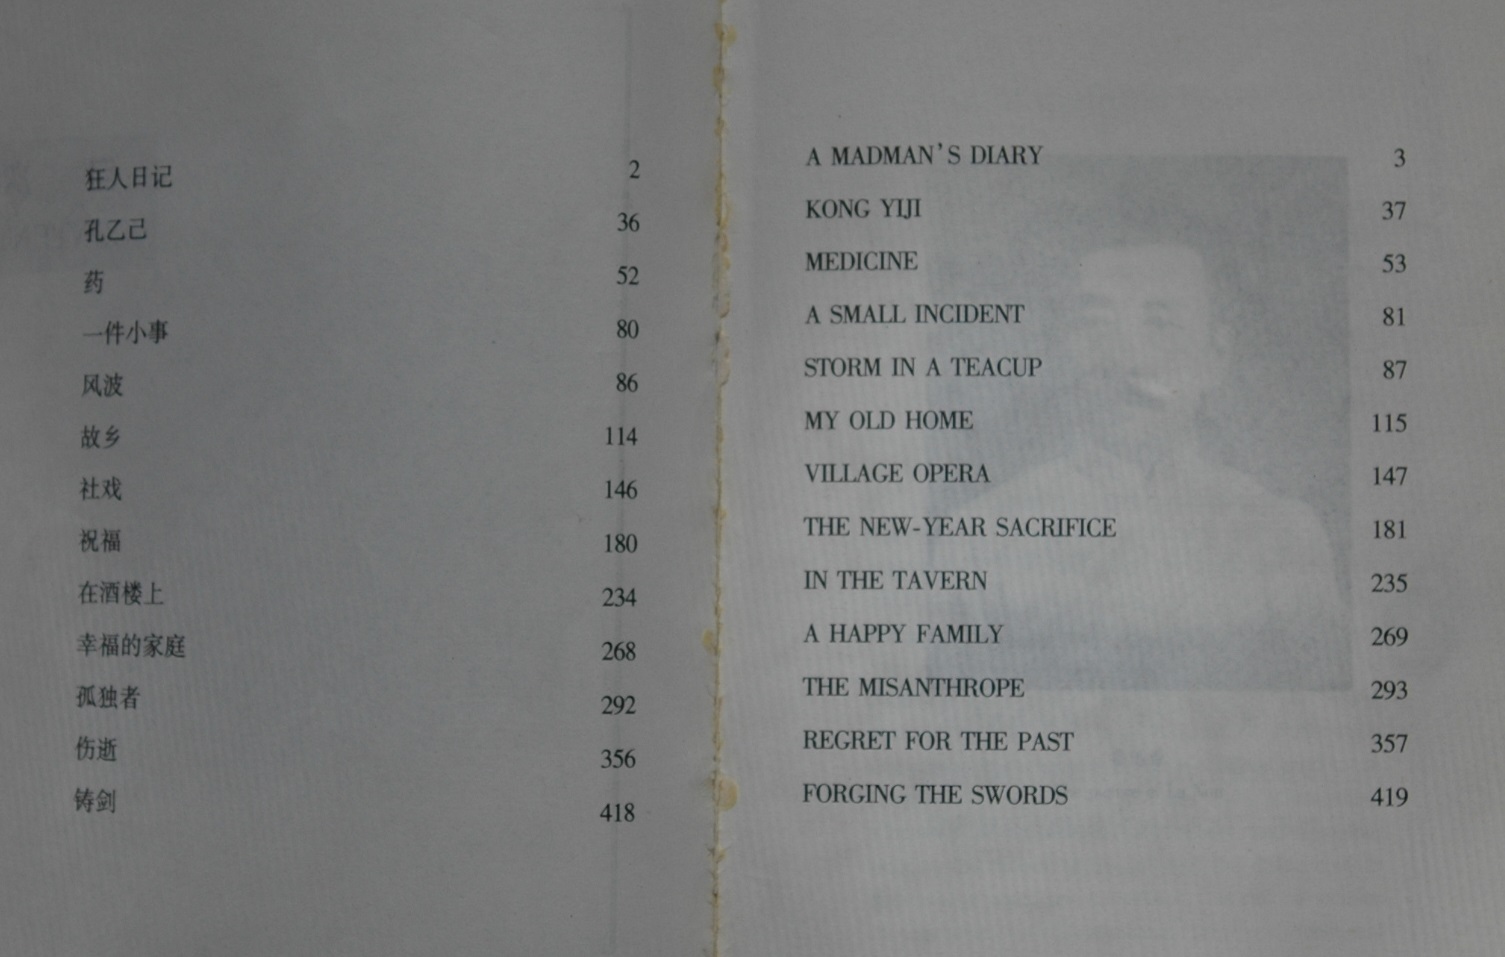 狂人日记 2
孔乙己 36
药 52
一件小事 80
风波 86
故乡 114
社戏 146
祝福 180
在酒楼上 234
幸福的家庭 268
孤独者 292
伤逝 356
铸剑 418
A MADMAN'S DIARY 3
KONG YIJI 37
MEDICINE 53
A SMALL INCIDENT 81
STORM IN A TEACUP 87
MY OLD HOME 115
VILLAGE OPERA 147
THE NEW-YEAR SACRIFICE 181
IN THE TAVERN 235
A HAPPY FAMILY 269
THE MISANTHROPE 293
REGRET FOR THE PAST 357
FORGING THE SWORDS 419